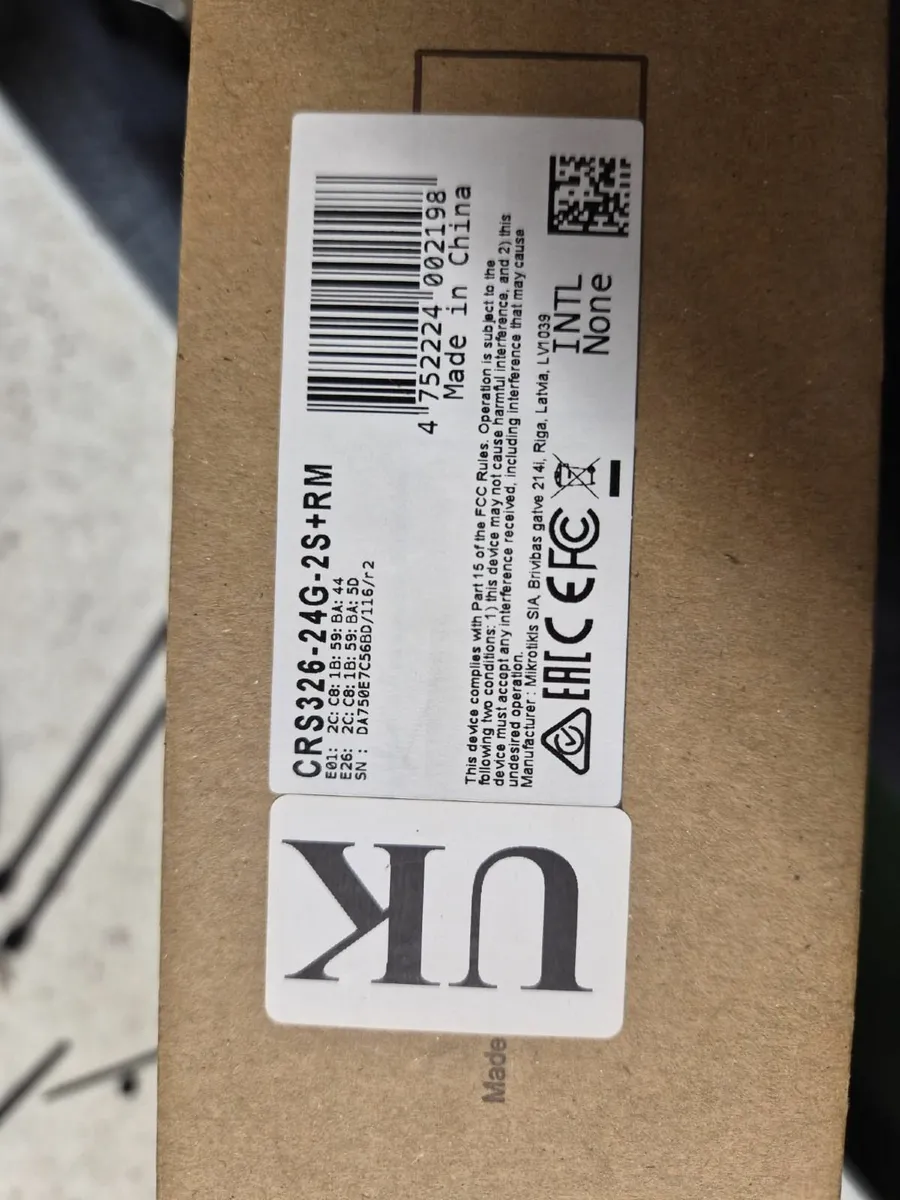 CRS326-24G-2S+RM
E01: 2C: C8: 1B: 59: BA: 44
E26: 2C: C8: 1B: 59: BA: 5D
SN : DA750E7C56BD/116/r2
4 752224 002198
Made in China
This device complies with Part 15 of the FCC Rules. Operation is subject to the
following two conditions: 1) this device may not cause harmful interference, and 2) this
device must accept any interference received, including interference that may cause
undesired operation.
Manufacturer : Mikrotikls SIA, Brivibas gatve 214i, Riga, Latvia, LV1039
EAC CE FC
INTL
None
UK
Made